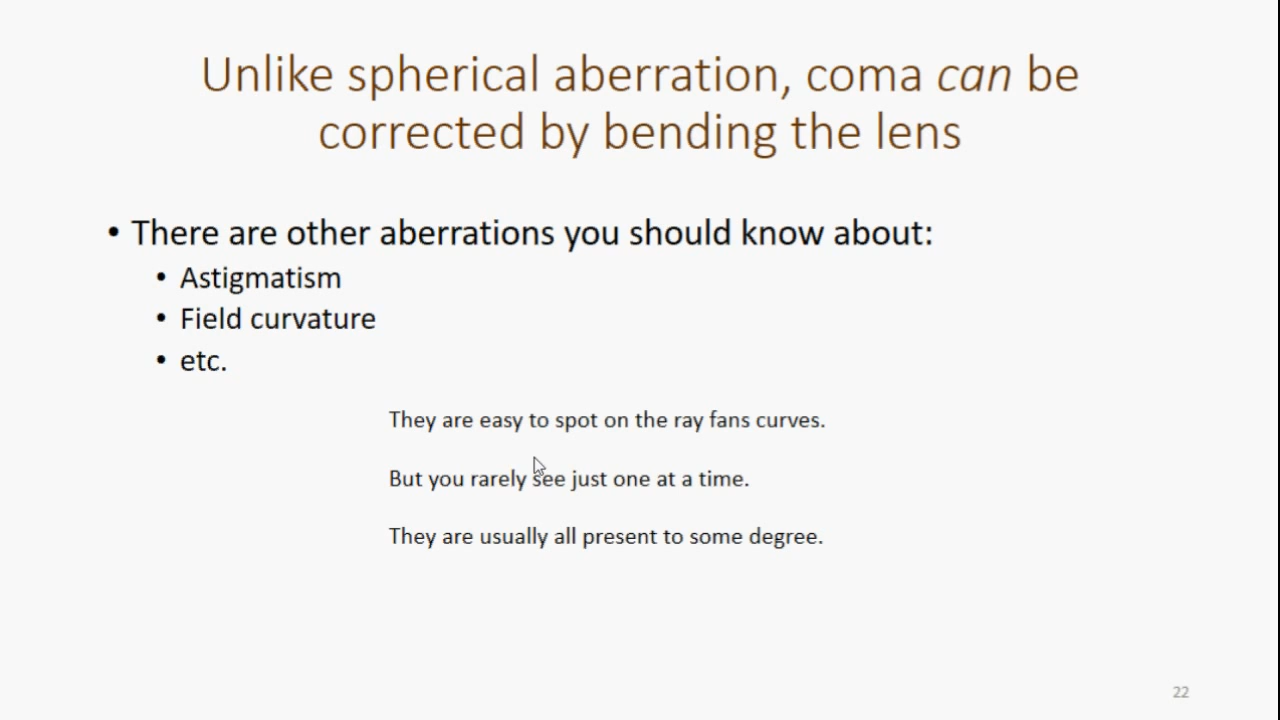 Unlike spherical aberration, coma can be
corrected by bending the lens
• There are other aberrations you should know about:
• Astigmatism
• Field curvature
• etc.
They are easy to spot on the ray fans curves.
But you rarely see just one at a time.
They are usually all present to some degree.
22